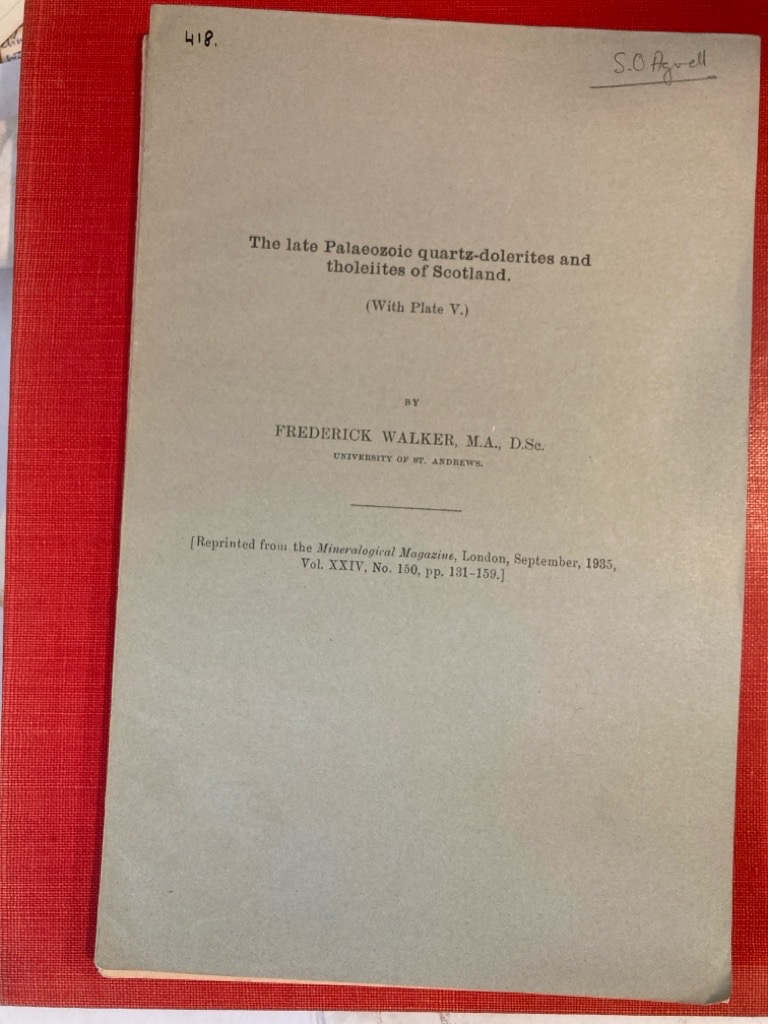 418.
S.O. Agrell
The late Palaeozoic quartz-dolerites and
tholeiites of Scotland.
(With Plate V.)
BY
FREDERICK WALKER, M.A., D.Sc.
UNIVERSITY OF ST. ANDREWS.
[Reprinted from the Mineralogical Magazine, London, September, 1935,
Vol. XXIV, No. 150, pp. 131-159.]